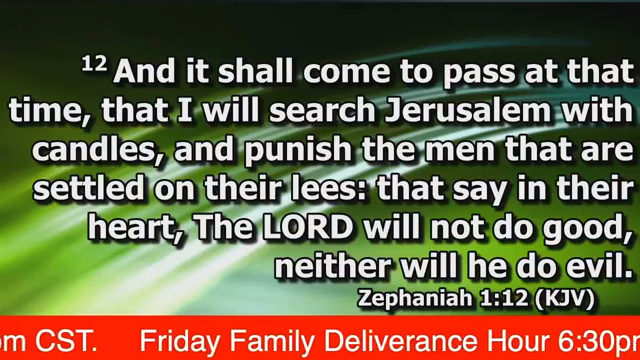 12 And it shall come to pass at that
time, that I will search Jerusalem with
candles, and punish the men that are
settled on their lees: that say in their
heart, The LORD will not do good,
neither will he do evil.
Zephaniah 1:12 (KJV)
CST. Friday Family Deliverance Hour 6:30pm